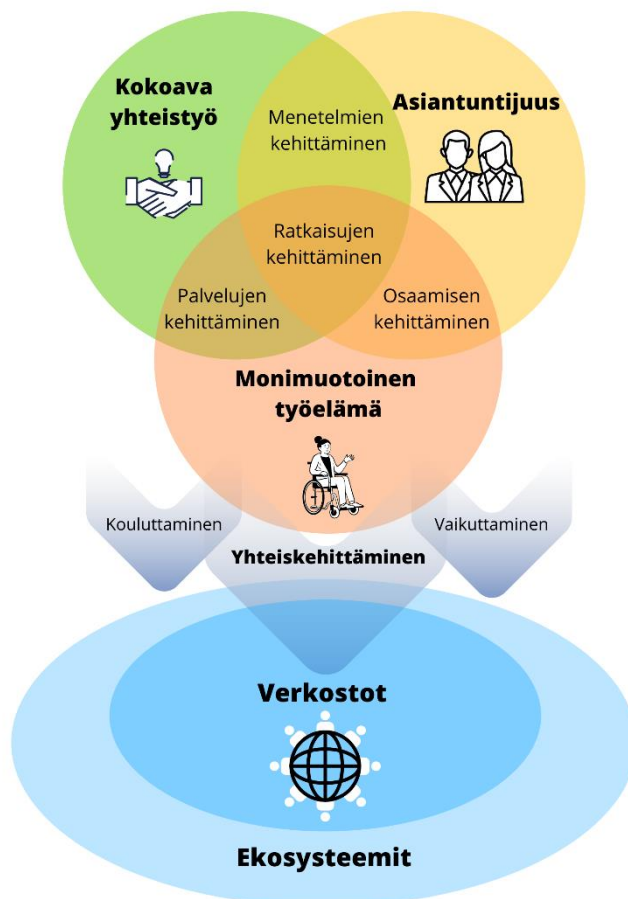 Kokoava
yhteistyö
Asiantuntijuus
Menetelmien
kehittäminen
Ratkaisujen
kehittäminen
Palvelujen
kehittäminen
Osaamisen
kehittäminen
Monimuotoinen
työelämä
Kouluttaminen
Yhteiskehittäminen
Vaikuttaminen
Verkostot
Ekosysteemit